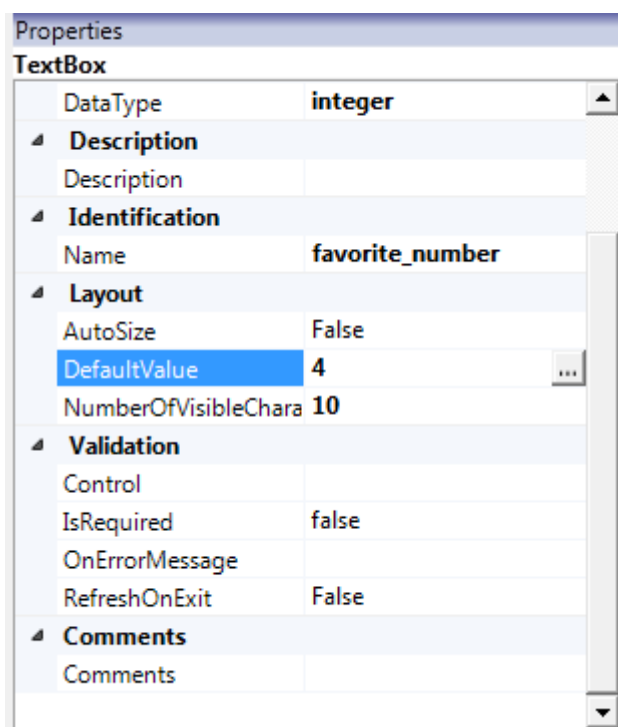 Properties
TextBox
DataType integer
Description
Description
Identification
Name favorite_number
Layout
AutoSize False
DefaultValue 4 ...
NumberOfVisibleChara 10
Validation
Control
IsRequired false
OnErrorMessage
RefreshOnExit False
Comments
Comments